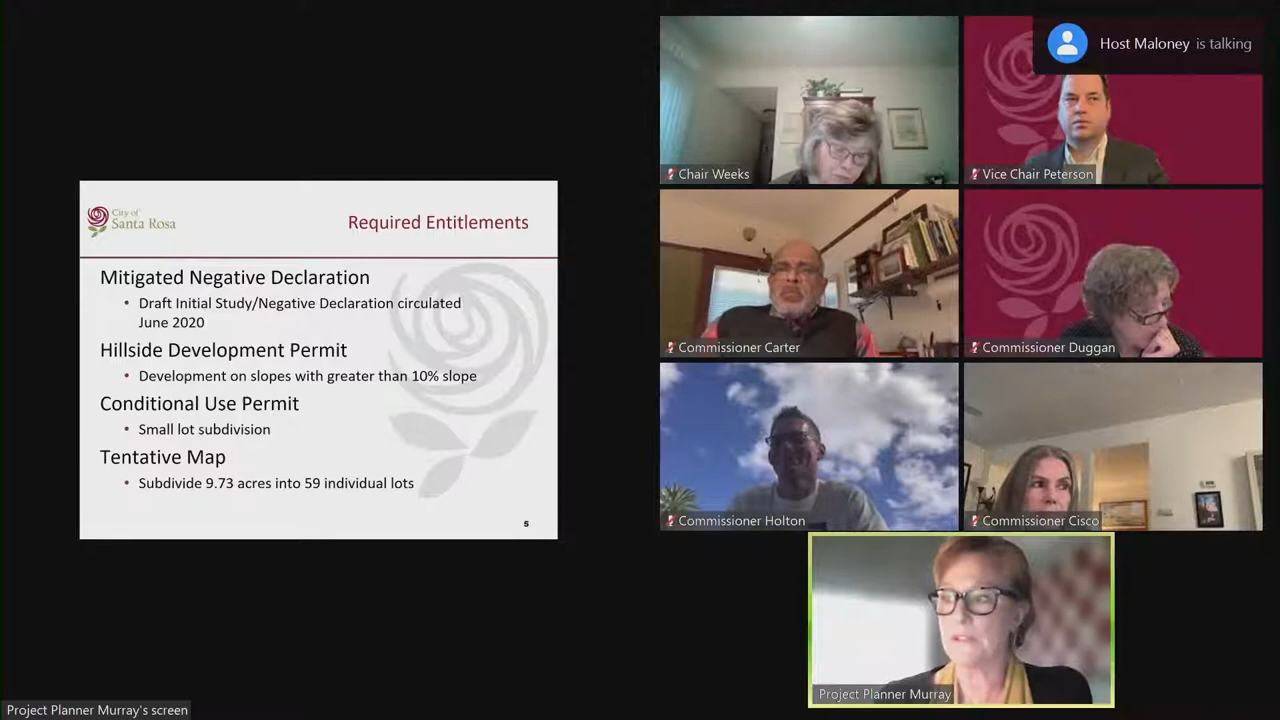 Host Maloney is talking
Chair Weeks
Vice Chair Peterson
City of
Santa Rosa
Required Entitlements
Mitigated Negative Declaration
• Draft Initial Study/Negative Declaration circulated
June 2020
Hillside Development Permit
• Development on slopes with greater than 10% slope
Conditional Use Permit
• Small lot subdivision
Tentative Map
• Subdivide 9.73 acres into 59 individual lots
5
Commissioner Carter
Commissioner Duggan
Commissioner Holton
Commissioner Cisco
Project Planner Murray
Project Planner Murray's screen